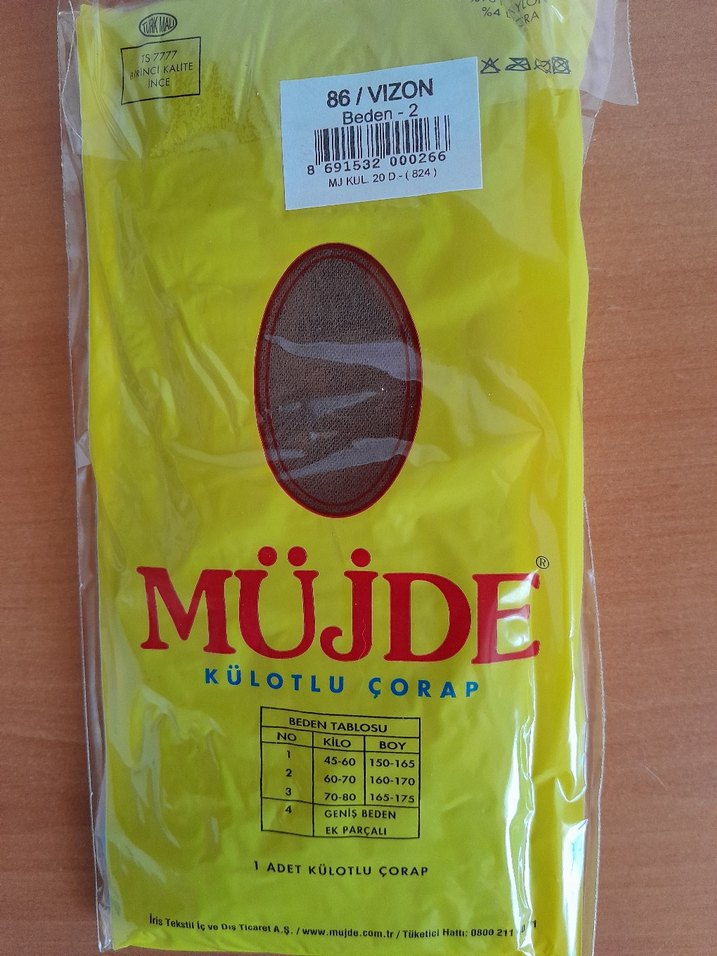 TÜRK MALI
TS 7777
BİRİNCİ KALİTE
İNCE
%4
86 / VIZON
Beden - 2
8 691532 000266
MJ KUL. 20 D.- ( 824 )
MÜJDE®
KÜLOTLU ÇORAP
BEDEN TABLOSU
NO KİLO BOY
1 45-60 150-165
2 60-70 160-170
3 70-80 165-175
4 GENİŞ BEDEN
EK PARÇALI
1 ADET KÜLOTLU ÇORAP
İris Tekstil İç ve Dış Ticaret A.Ş. / www.mujde.com.tr / Tüketici Hattı: 0800 211